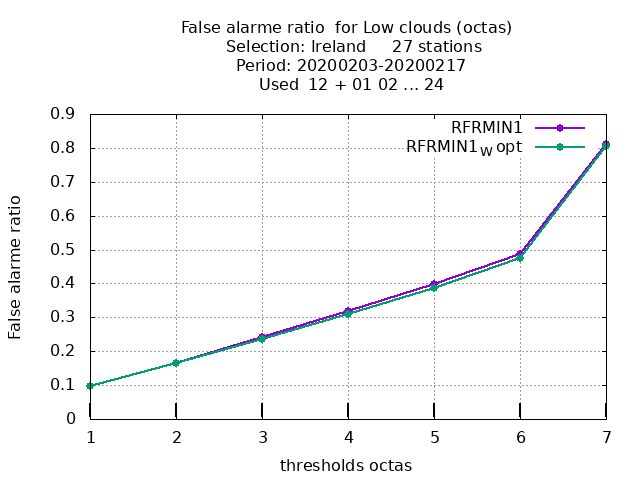 False alarme ratio  for Low clouds (octas)
Selection: Ireland     27 stations
Period: 20200203-20200217
Used  12 + 01 02 ... 24
RFRMIN1
RFRMIN1W opt
False alarme ratio
0.9
0.8
0.7
0.6
0.5
0.4
0.3
0.2
0.1
0
1 2 3 4 5 6 7
thresholds octas